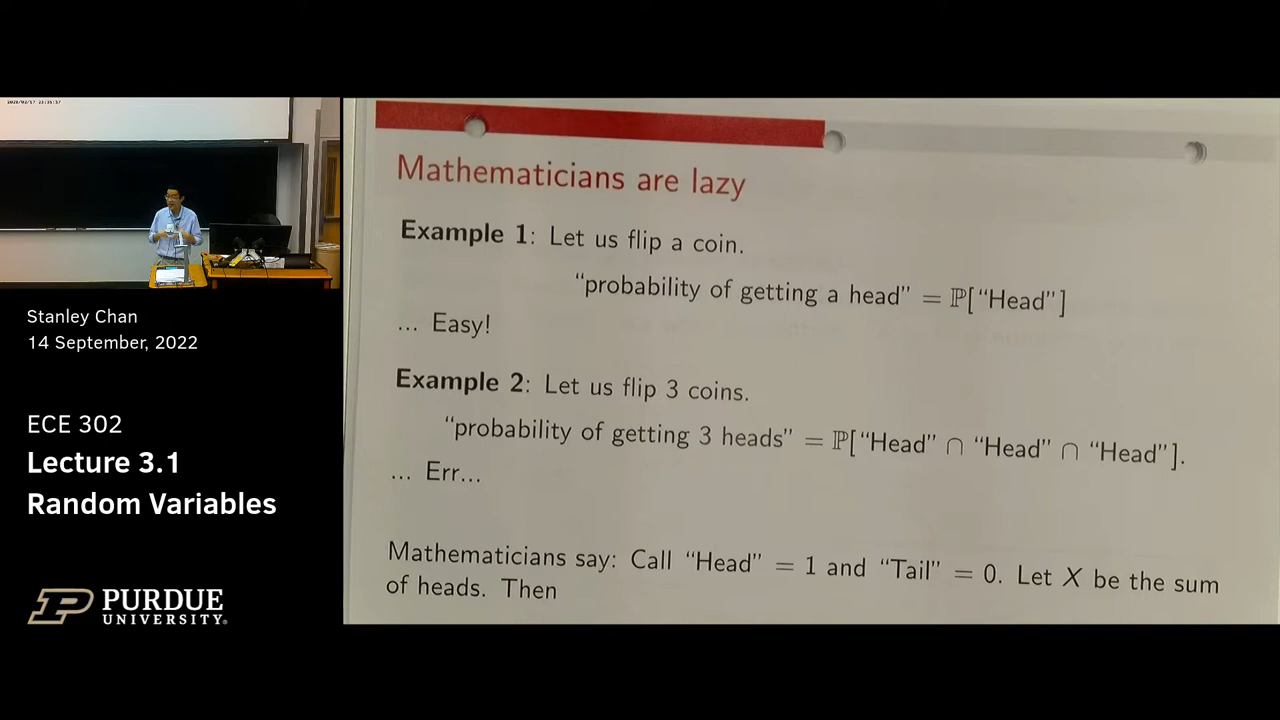 Stanley Chan
14 September, 2022
ECE 302
Lecture 3.1
Random Variables
PURDUE
UNIVERSITY®
Mathematicians are lazy
Example 1: Let us flip a coin.
“probability of getting a head” = ℙ[“Head”]
... Easy!
Example 2: Let us flip 3 coins.
“probability of getting 3 heads” = ℙ[“Head” ∩ “Head” ∩ “Head”].
... Err...
Mathematicians say: Call “Head” = 1 and “Tail” = 0. Let X be the sum
of heads. Then